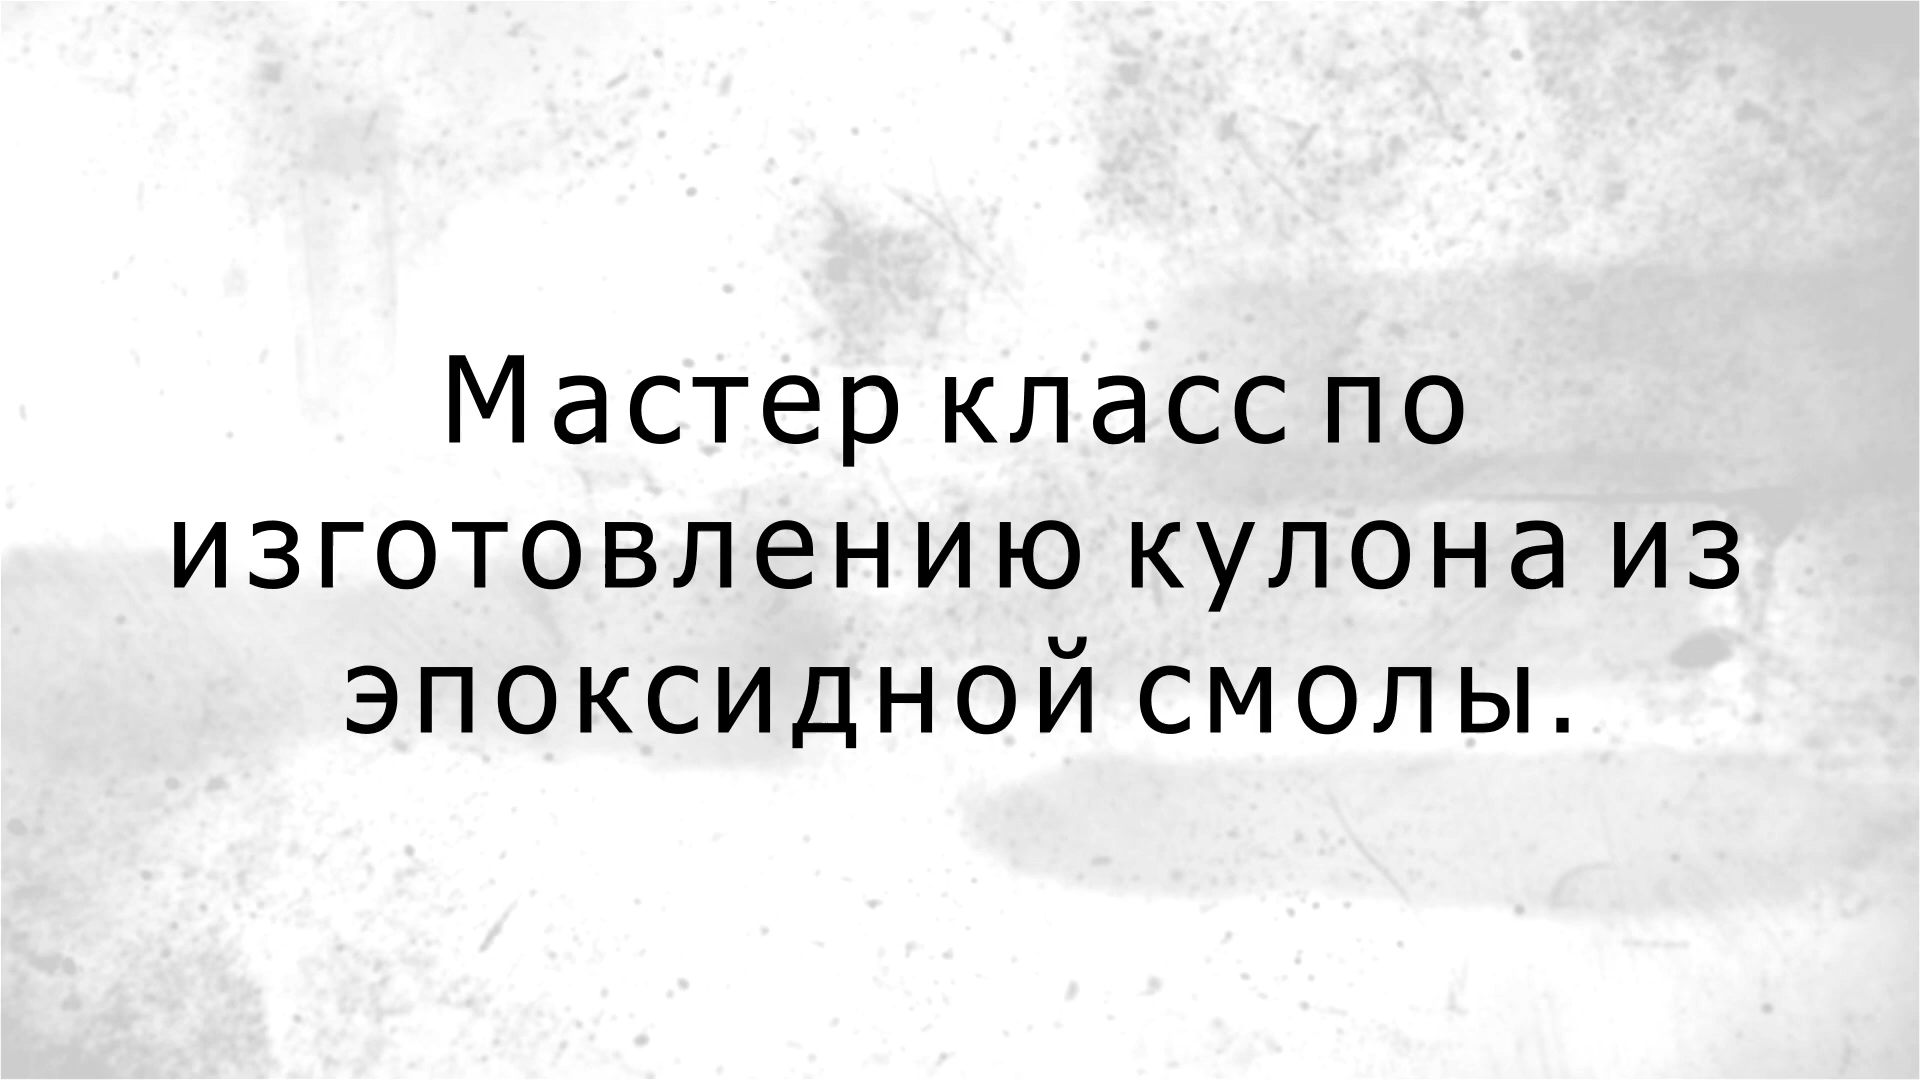 Мастер класс по
изготовлению кулона из
эпоксидной смолы.